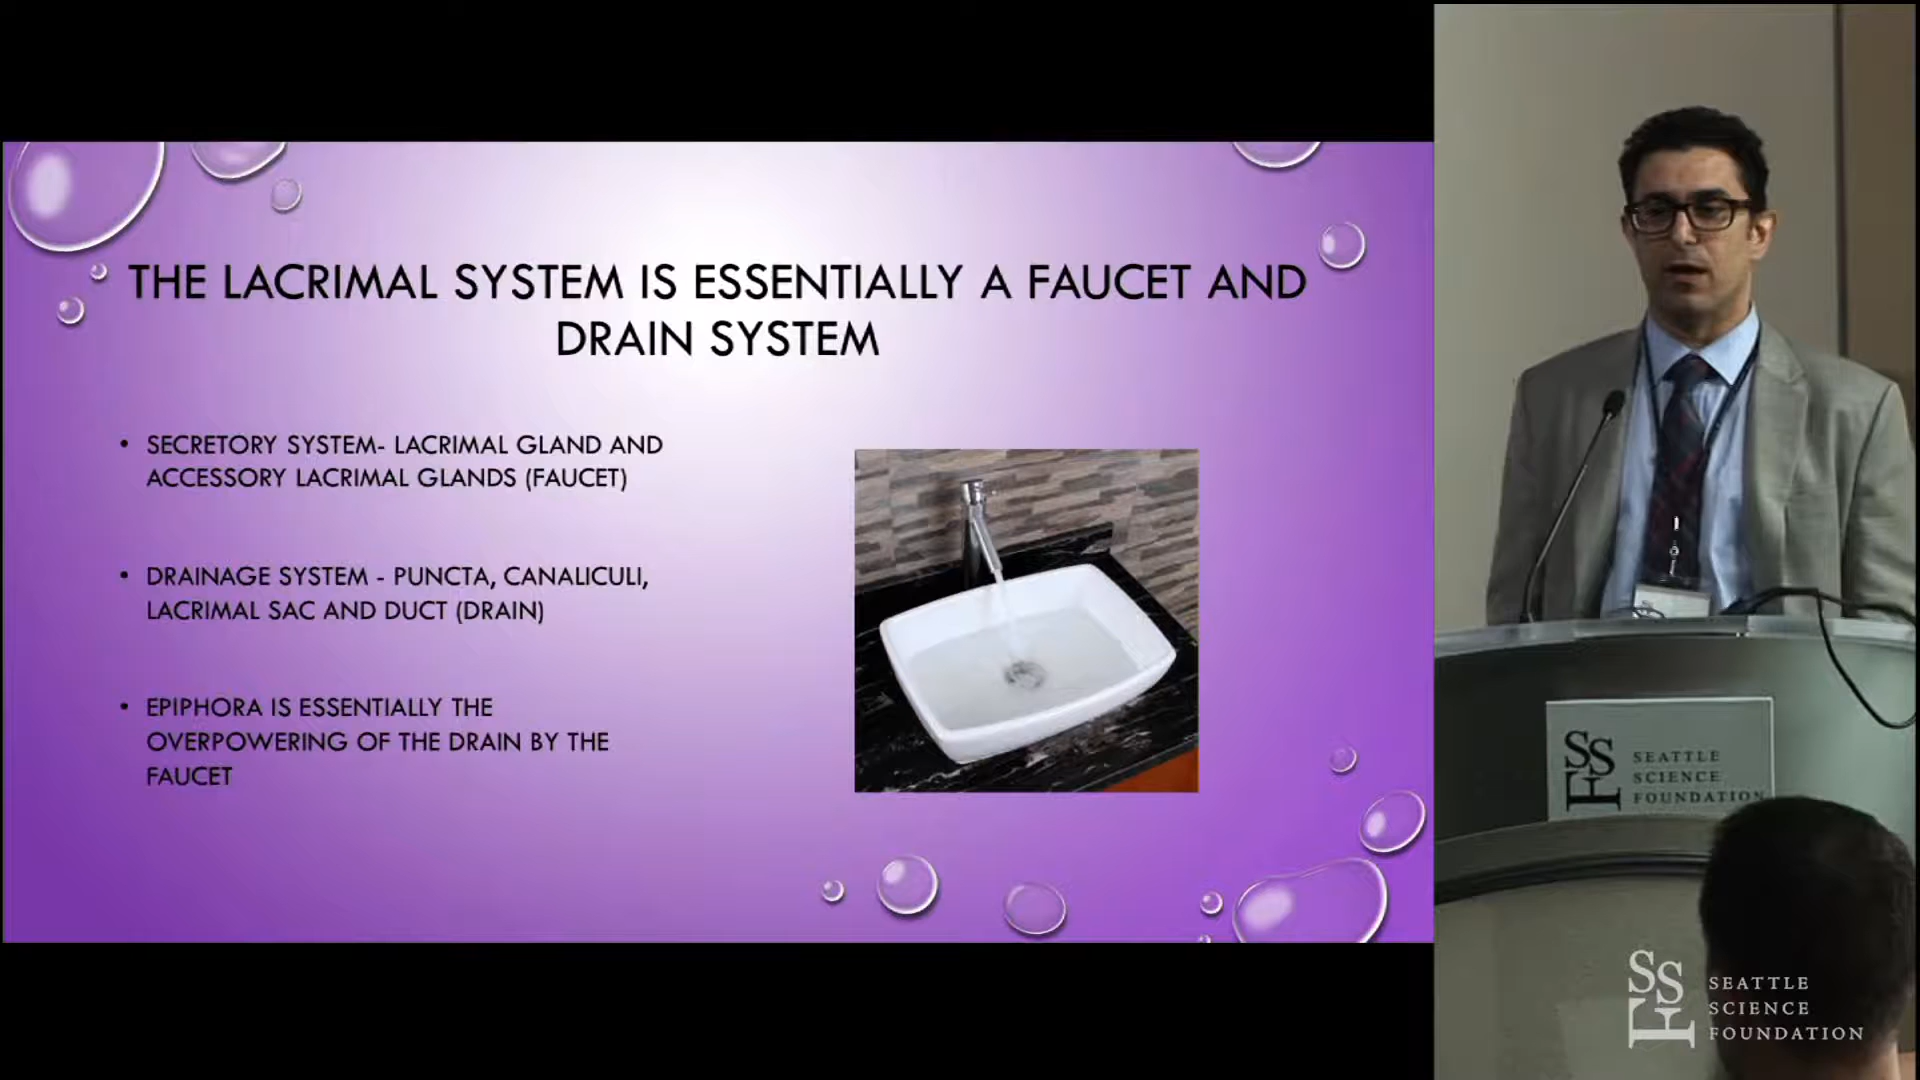 THE LACRIMAL SYSTEM IS ESSENTIALLY A FAUCET AND
DRAIN SYSTEM
• SECRETORY SYSTEM- LACRIMAL GLAND AND
ACCESSORY LACRIMAL GLANDS (FAUCET)
• DRAINAGE SYSTEM - PUNCTA, CANALICULI,
LACRIMAL SAC AND DUCT (DRAIN)
• EPIPHORA IS ESSENTIALLY THE
OVERPOWERING OF THE DRAIN BY THE
FAUCET
SSF
SEATTLE
SCIENCE
FOUNDATION
SSF
SEATTLE
SCIENCE
FOUNDATION